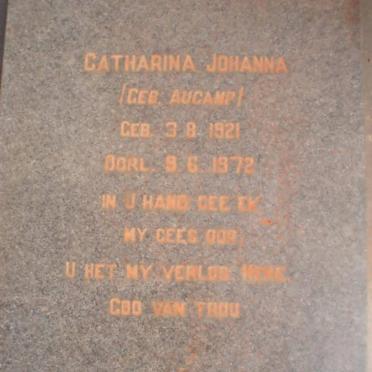 CATHARINA JOHANNA
(GEB. AUCAMP)
GEB. 3.8.1921
OORL. 9.6.1972
IN U HAND GEE EK
MY GEES OOR,
U HET MY VERLOS HERE,
GOD VAN TROU